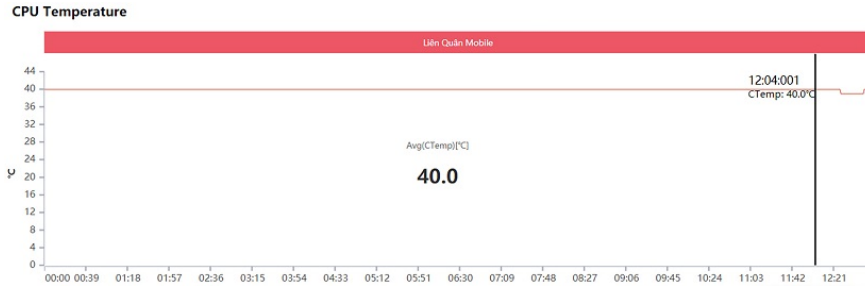 CPU Temperature
Liên Quân Mobile
44
40
36
32
28
24
20
16
12
8
4
0
°C
12:04:001
CTemp: 40.0°C
Avg(CTemp)[°C]
40.0
00:00 00:39 01:18 01:57 02:36 03:15 03:54 04:33 05:12 05:51 06:30 07:09 07:48 08:27 09:06 09:45 10:24 11:03 11:42 12:21